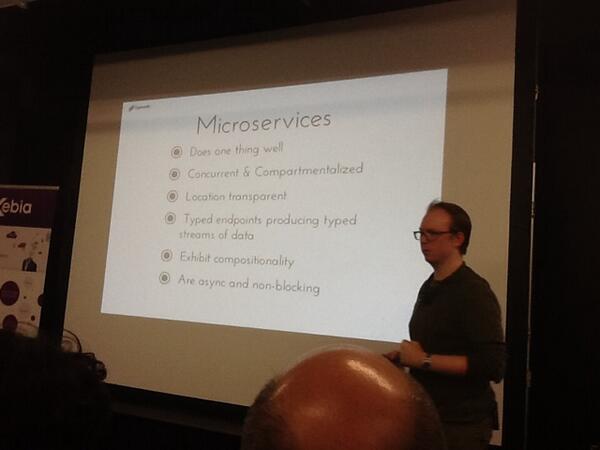 Microservices
Does one thing well
Concurrent & Compartmentalized
Location transparent
Typed endpoints producing typed
streams of data
Exhibit compositionality
Are async and non-blocking
Xebia